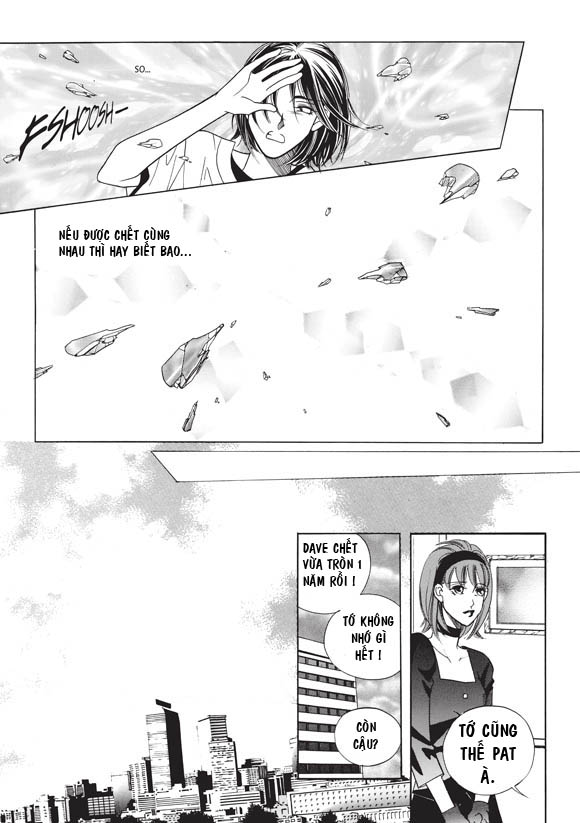 SO...
FSHOOSH-
NẾU ĐƯỢC CHẾT CÙNG
NHAU THÌ HAY BIẾT BAO...
DAVE CHẾT
VỪA TRÒN 1
NĂM RỒI !
TỚ KHÔNG
NHỚ GÌ
HẾT !
CÒN
CẬU?
TỚ CŨNG
THẾ PAT
À.